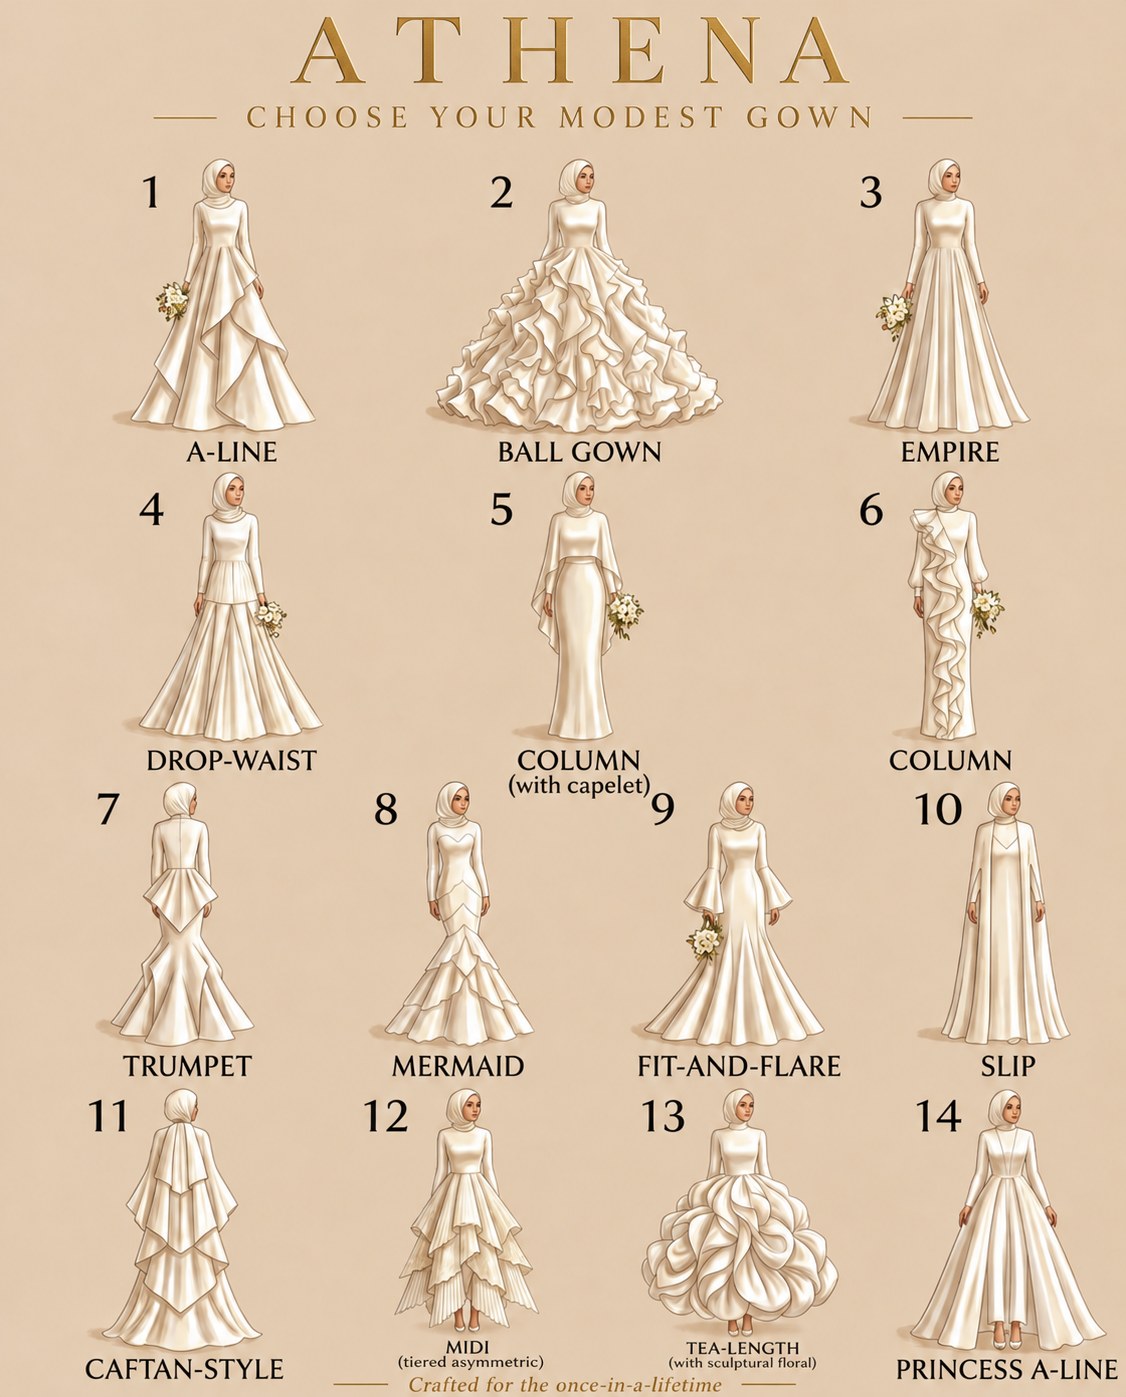 ATHENA
CHOOSE YOUR MODEST GOWN
1
2
3
A-LINE
BALL GOWN
EMPIRE
4
5
6
DROP-WAIST
COLUMN
(with capelet)
COLUMN
7
8
9
10
TRUMPET
MERMAID
FIT-AND-FLARE
SLIP
11
12
13
14
CAFTAN-STYLE
MIDI
(tiered asymmetric)
TEA-LENGTH
(with sculptural floral)
PRINCESS A-LINE
Crafted for the once-in-a-lifetime